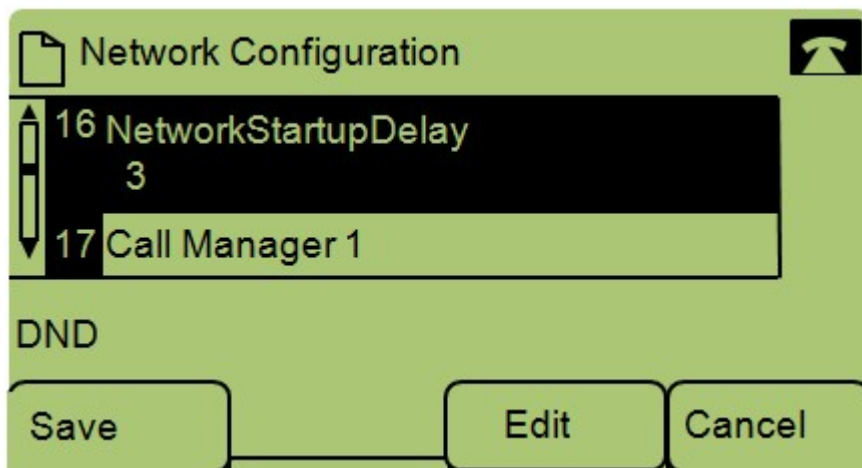 Network Configuration
16 NetworkStartupDelay
3
17 Call Manager 1
DND
Save Edit Cancel